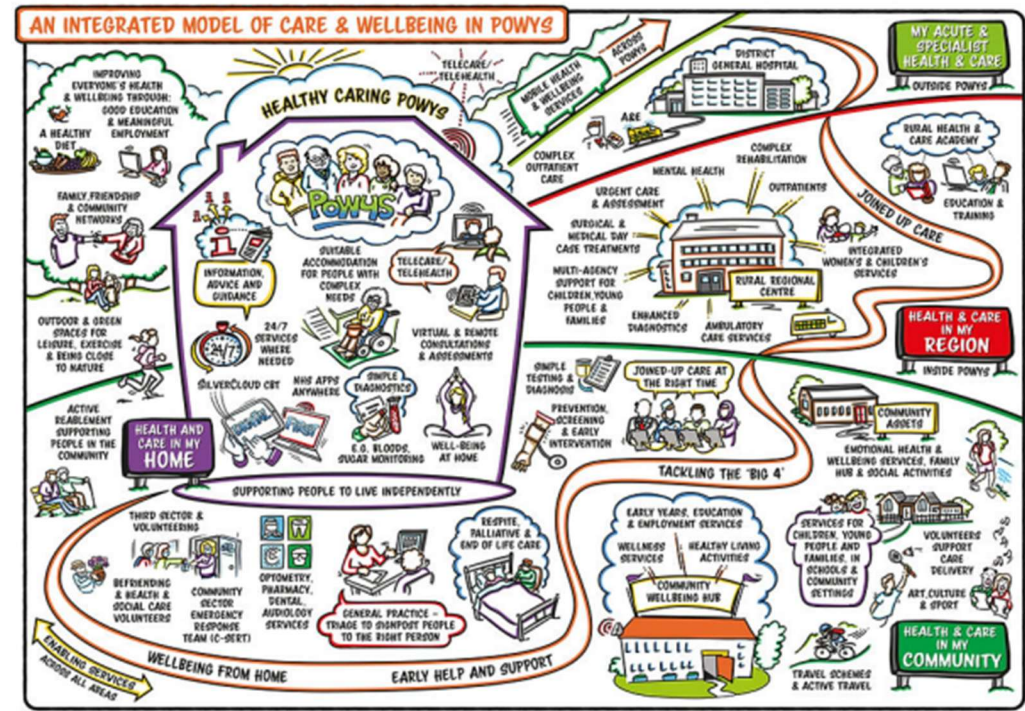 AN INTEGRATED MODEL OF CARE & WELLBEING IN POWYS
IMPROVING
EVERYONE'S HEALTH
& WELLBEING THROUGH:
GOOD EDUCATION
& MEANINGFUL
EMPLOYMENT
A HEALTHY
DIET
FAMILY, FRIENDSHIP
& COMMUNITY
NETWORKS
OUTDOOR & GREEN
SPACES FOR
LEISURE, EXERCISE
& BEING CLOSE
TO NATURE
ACTIVE
REABLEMENT
SUPPORTING
PEOPLE IN THE
COMMUNITY
HEALTHY CARING POWYS
TELECARE/
TELEHEALTH
POWYS
INFORMATION,
ADVICE AND
GUIDANCE
SUITABLE
ACCOMMODATION
FOR PEOPLE WITH
COMPLEX
NEEDS
TELECARE/
TELEHEALTH
24/7
24/7
SERVICES
WHERE
NEEDED
VIRTUAL & REMOTE
CONSULTATIONS
& ASSESSMENTS
SILVERCLOUD CBT
NHS APPS
ANYWHERE
SIMPLE
DIAGNOSTICS
E.G. BLOODS,
SUGAR MONITORING
WELL-BEING
AT HOME
HEALTH AND
CARE IN MY
HOME
SUPPORTING PEOPLE TO LIVE INDEPENDENTLY
MOBILE HEALTH
& WELLBEING
SERVICES
ACROSS
POWYS
DISTRICT
GENERAL HOSPITAL
A&E
MY ACUTE &
SPECIALIST
HEALTH & CARE
OUTSIDE POWYS
COMPLEX
OUTPATIENT
CARE
MENTAL HEALTH
COMPLEX
REHABILITATION
URGENT CARE
& ASSESSMENT
OUTPATIENTS
SURGICAL &
MEDICAL DAY
CASE TREATMENTS
MULTI-AGENCY
SUPPORT FOR
CHILDREN, YOUNG
PEOPLE &
FAMILIES
RURAL REGIONAL
CENTRE
INTEGRATED
WOMEN'S & CHILDREN'S
SERVICES
ENHANCED
DIAGNOSTICS
AMBULATORY
CARE SERVICES
JOINED UP CARE
RURAL HEALTH &
CARE ACADEMY
EDUCATION &
TRAINING
HEALTH & CARE
IN MY
REGION
INSIDE POWYS
SIMPLE
TESTING &
DIAGNOSIS
JOINED-UP CARE AT
THE RIGHT TIME
PREVENTION,
SCREENING
& EARLY
INTERVENTION
TACKLING THE 'BIG 4'
COMMUNITY
ASSETS
EMOTIONAL HEALTH &
WELLBEING SERVICES, FAMILY
HUB & SOCIAL ACTIVITIES
THIRD SECTOR &
VOLUNTEERING
BEFRIENDING
& HEALTH &
SOCIAL CARE
VOLUNTEERS
COMMUNITY
SECTOR
EMERGENCY
RESPONSE
TEAM (C-SERT)
OPTOMETRY,
PHARMACY,
DENTAL,
AUDIOLOGY
SERVICES
GENERAL PRACTICE –
TRIAGE TO SIGNPOST PEOPLE
TO THE RIGHT PERSON
RESPITE,
PALLIATIVE &
END OF LIFE CARE
EARLY YEARS, EDUCATION
& EMPLOYMENT SERVICES
WELLNESS
SERVICES
HEALTHY LIVING
ACTIVITIES
COMMUNITY
WELLBEING HUB
SERVICES FOR
CHILDREN, YOUNG
PEOPLE AND
FAMILIES, IN
SCHOOLS &
COMMUNITY
SETTINGS
VOLUNTEERS
SUPPORT
CARE
DELIVERY
ART, CULTURE
& SPORT
TRAVEL SCHEMES
& ACTIVE TRAVEL
HEALTH & CARE
IN MY
COMMUNITY
ENABLING SERVICES
ACROSS ALL AREAS
WELLBEING FROM HOME
EARLY HELP AND SUPPORT